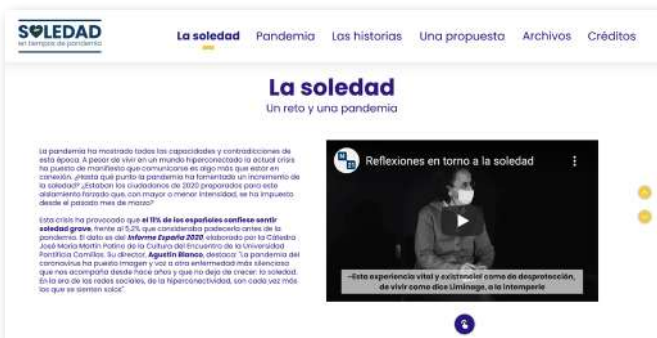 SOLEDAD
en tiempos de pandemia
La soledad Pandemia Las historias Una propuesta Archivos Créditos
La soledad
Un reto y una pandemia
La pandemia ha mostrado todas las capacidades y contradicciones de
esta época. A pesar de vivir en un mundo hiperconectado la actual crisis
ha puesto de manifiesto que comunicarse es algo más que estar en
conexión. ¿Hasta qué punto la pandemia ha fomentado un incremento de
la soledad? ¿Estaban los ciudadanos de 2020 preparados para este
aislamiento forzado que, con mayor o menor intensidad, se ha impuesto
desde el pasado mes de marzo?
Esta crisis ha provocado que el 11% de los españoles confiese sentir
soledad grave, frente al 5,2% que consideraba padecerla antes de la
pandemia. El dato es del Informe España 2020, elaborado por la Cátedra
José María Martín Patino de la Cultura del Encuentro de la Universidad
Pontificia Comillas. Su director, Agustín Blanco, destaca: "La pandemia del
coronavirus ha puesto imagen y voz a otra enfermedad más silenciosa
que nos acompaña desde hace años y que no deja de crecer: la soledad.
En la era de las redes sociales, de la hiperconectividad, son cada vez más
los que se sienten solos".
Reflexiones en torno a la soledad
-Esta experiencia vital y existencial como de desprotección,
de vivir como dice Liminage, a la intemperie